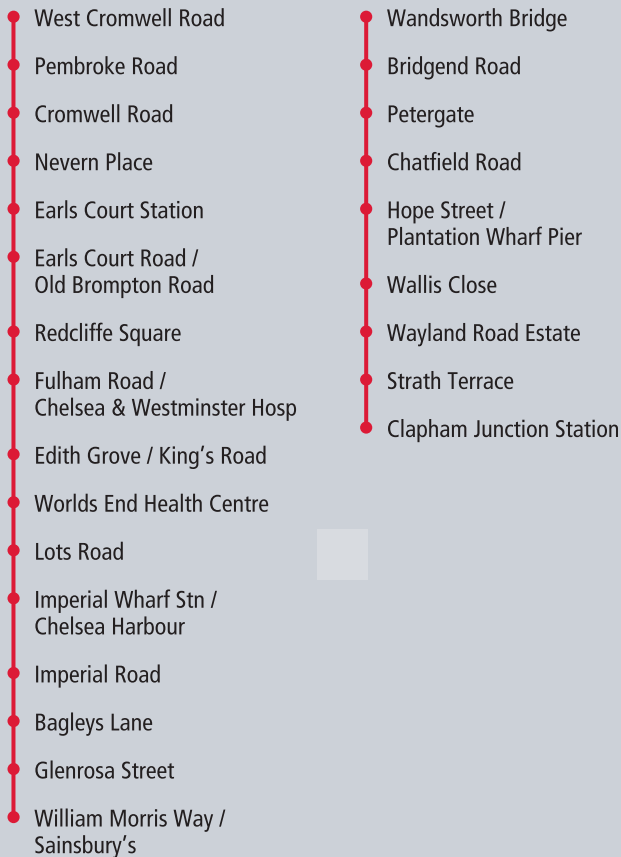 West Cromwell Road
Pembroke Road
Cromwell Road
Nevern Place
Earls Court Station
Earls Court Road /
Old Brompton Road
Redcliffe Square
Fulham Road /
Chelsea & Westminster Hosp
Edith Grove / King’s Road
Worlds End Health Centre
Lots Road
Imperial Wharf Stn /
Chelsea Harbour
Imperial Road
Bagleys Lane
Glenrosa Street
William Morris Way /
Sainsbury’s
Wandsworth Bridge
Bridgend Road
Petergate
Chatfield Road
Hope Street /
Plantation Wharf Pier
Wallis Close
Wayland Road Estate
Strath Terrace
Clapham Junction Station